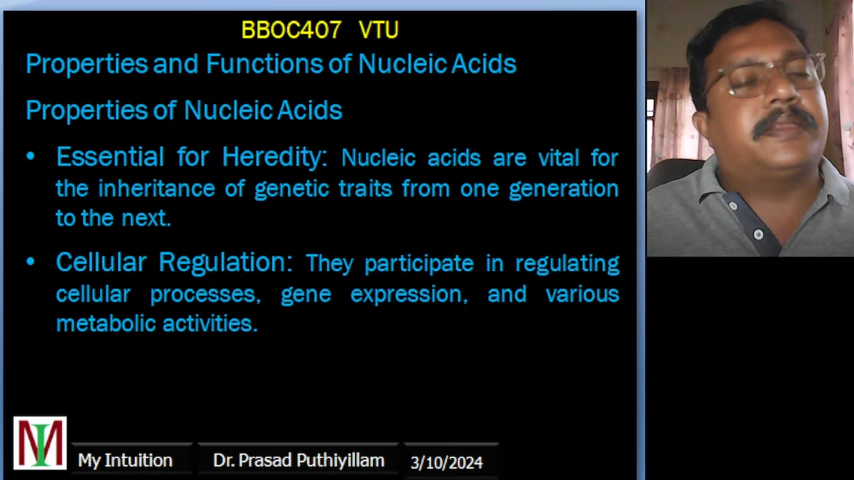 BBOC407 VTU
Properties and Functions of Nucleic Acids
Properties of Nucleic Acids
• Essential for Heredity: Nucleic acids are vital for
the inheritance of genetic traits from one generation
to the next.
• Cellular Regulation: They participate in regulating
cellular processes, gene expression, and various
metabolic activities.
MI
My Intuition Dr. Prasad Puthiyillam 3/10/2024